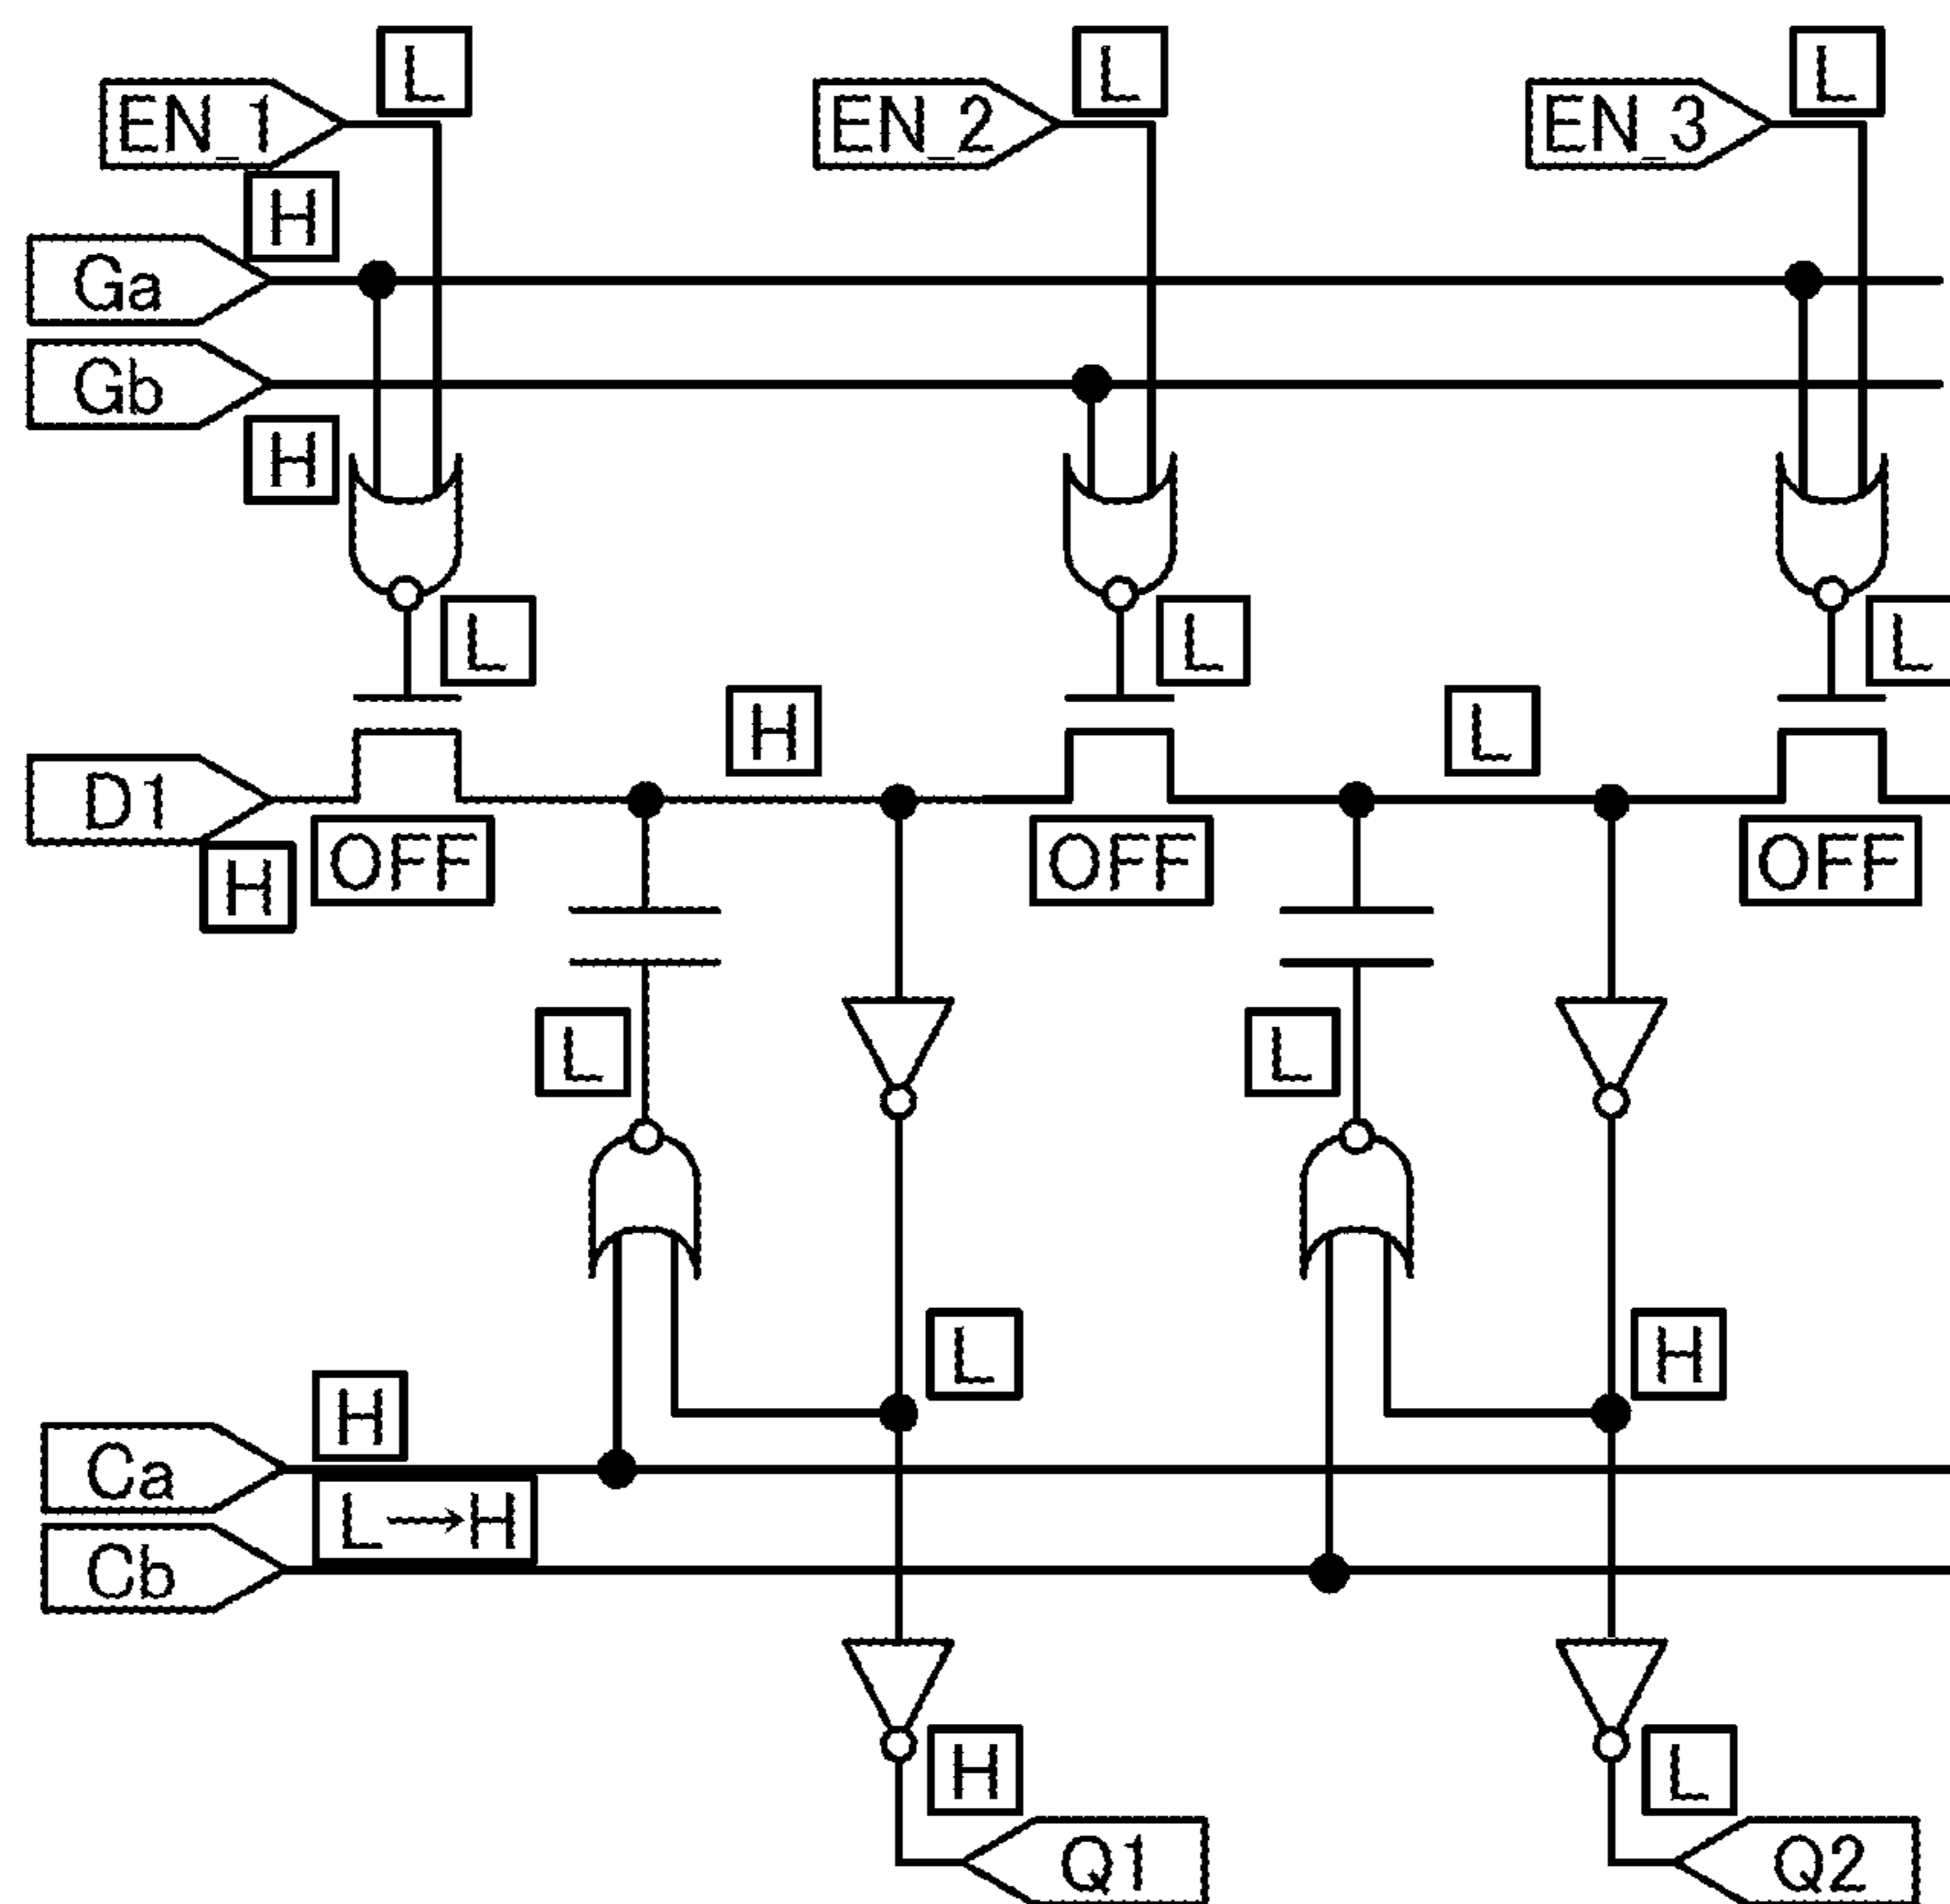 L L L
EN_1 EN_2 EN_3
H
Ga
Gb
H
L L L
H L
D1
OFF OFF OFF
H
L L
L H
H
Ca
L→H
Cb
H L
Q1 Q2